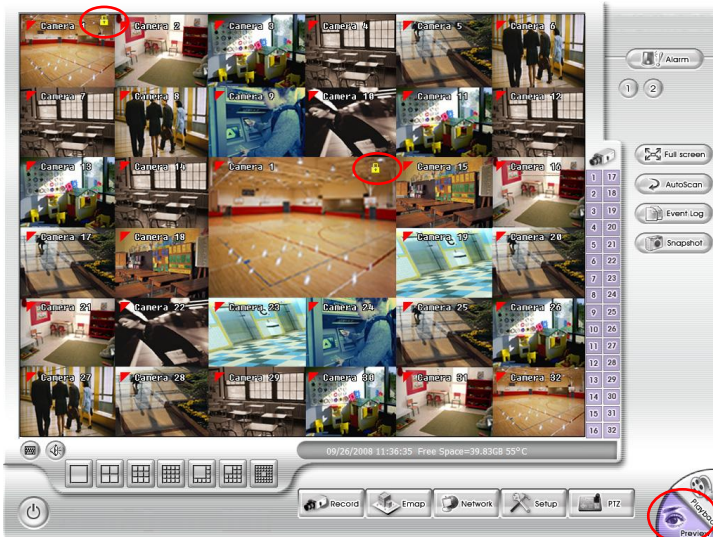 Camera 1
Camera 2
Camera 3
Camera 4
Camera 5
Camera 6
Camera 7
Camera 8
Camera 9
Camera 10
Camera 11
Camera 12
Camera 13
Camera 14
Camera 1
Camera 15
Camera 16
Camera 17
Camera 18
Camera 19
Camera 20
Camera 21
Camera 22
Camera 23
Camera 24
Camera 25
Camera 26
Camera 27
Camera 28
Camera 29
Camera 30
Camera 31
Camera 32
Alarm
1 2
Full screen
AutoScan
Event Log
Snapshot
1 17
2 18
3 19
4 20
5 21
6 22
7 23
8 24
9 25
10 26
11 27
12 28
13 29
14 30
15 31
16 32
09/26/2008 11:36:35 Free Space=39.83GB 55°C
Record
Emap
Network
Setup
PTZ
Playback
Preview